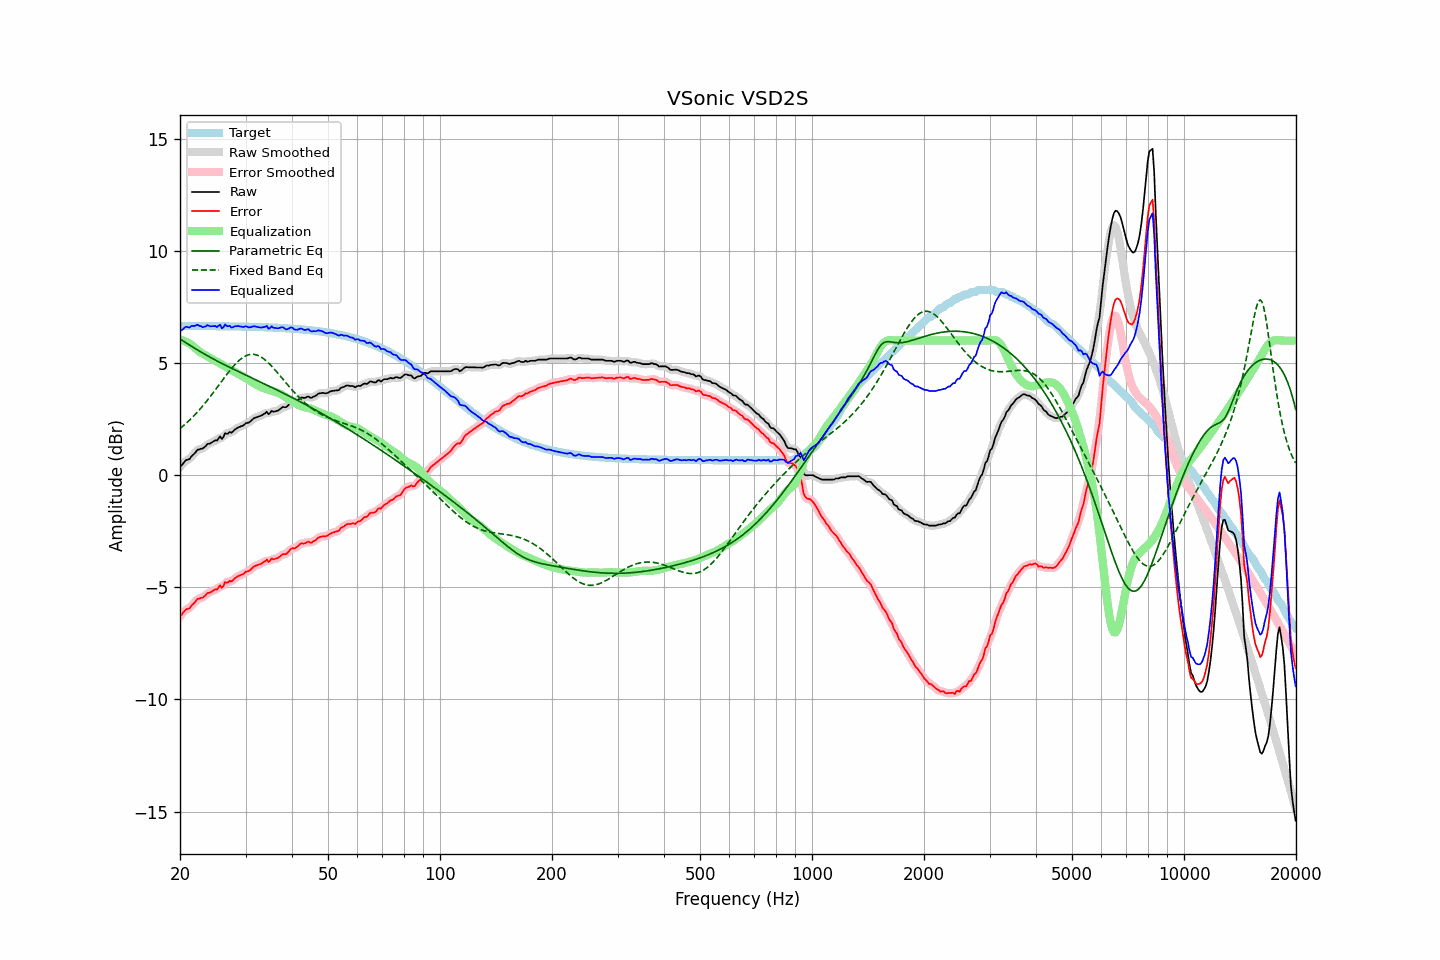 VSonic VSD2S
Target
Raw Smoothed
Error Smoothed
Raw
Error
Equalization
Parametric Eq
Fixed Band Eq
Equalized
15
10
5
0
−5
−10
−15
Amplitude (dBr)
20
50
100
200
500
1000
2000
5000
10000
20000
Frequency (Hz)